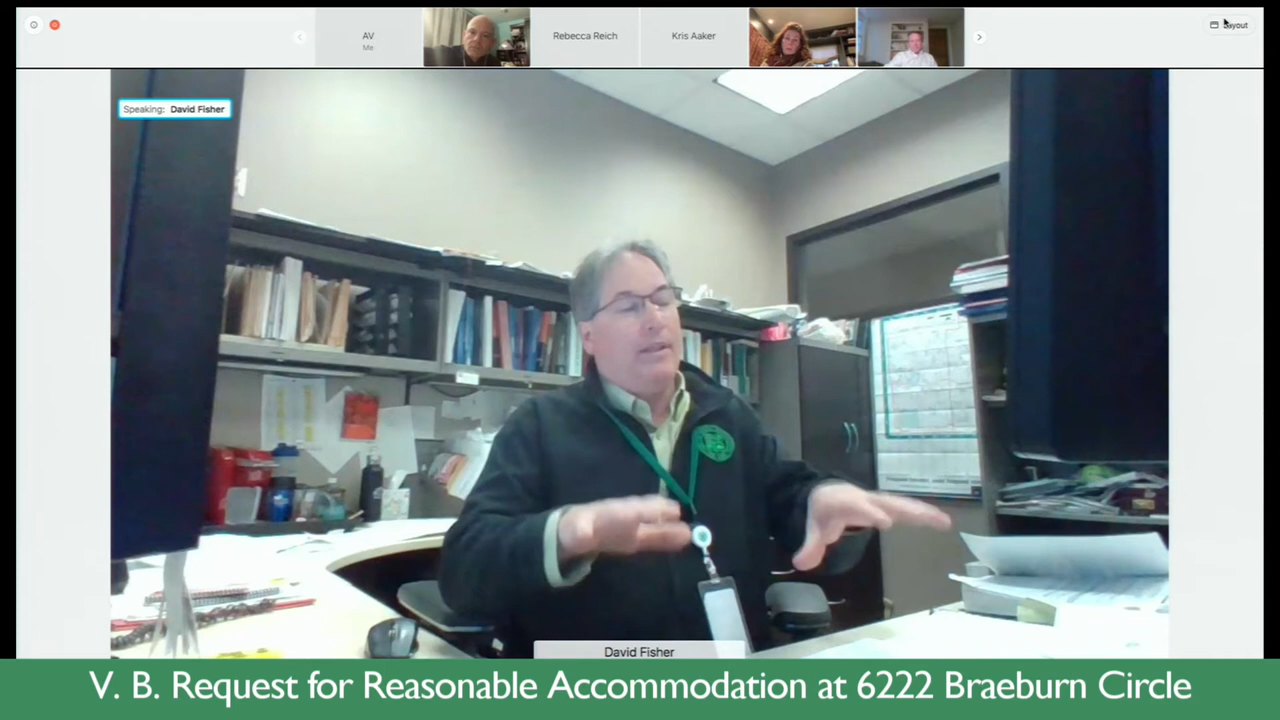 AV
Me
Rebecca Reich
Kris Aaker
Layout
Speaking: David Fisher
David Fisher
V. B. Request for Reasonable Accommodation at 6222 Braeburn Circle